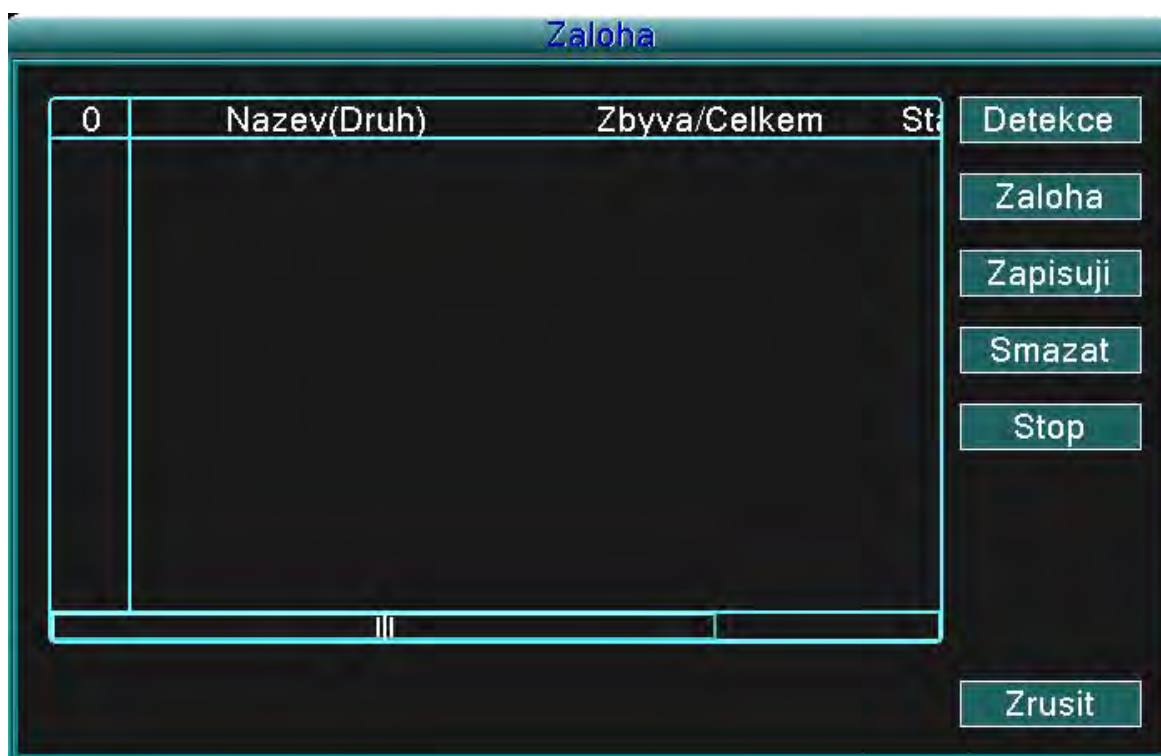 Zaloha
0 Nazev(Druh) Zbyva/Celkem
Detekce
Zaloha
Zapisuji
Smazat
Stop
Zrusit